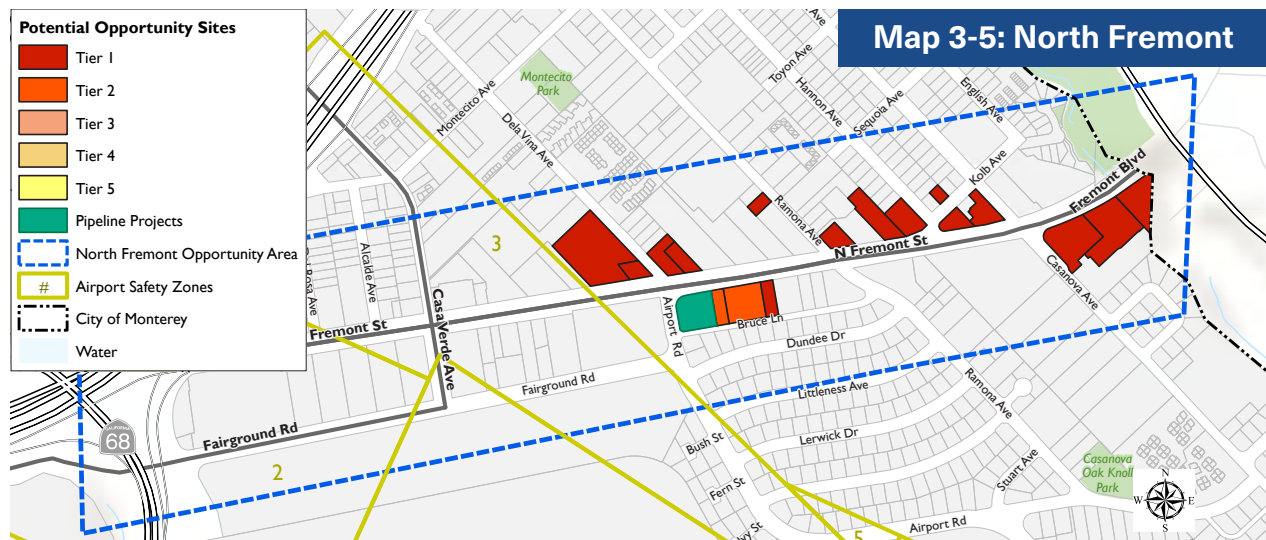 Potential Opportunity Sites
Tier 1
Tier 2
Tier 3
Tier 4
Tier 5
Pipeline Projects
North Fremont Opportunity Area
#
Airport Safety Zones
City of Monterey
Water
Map 3-5: North Fremont
Montecito
Park
Montecito Ave
Dela Vina Ave
Toyon Ave
Hannon Ave
Sequoia Ave
English Ave
Kolb Ave
Ramona Ave
Fremont Blvd
N Fremont St
Casanova Ave
3
Rosa Ave
Alcalde Ave
Casa Verde Ave
Fremont St
Airport Rd
Bruce Ln
Dundee Dr
Fairground Rd
Littleness Ave
Ramona Ave
Fairground Rd
CALIFORNIA
68
2
Bush St
Lerwick Dr
Fern St
Stuart Ave
Casanova
Oak Knoll
Park
Ivy St
5
Airport Rd
N
W
E
S